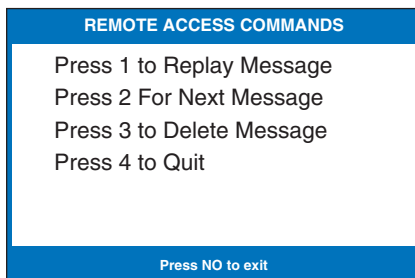 REMOTE ACCESS COMMANDS
Press 1 to Replay Message
Press 2 For Next Message
Press 3 to Delete Message
Press 4 to Quit
Press NO to exit